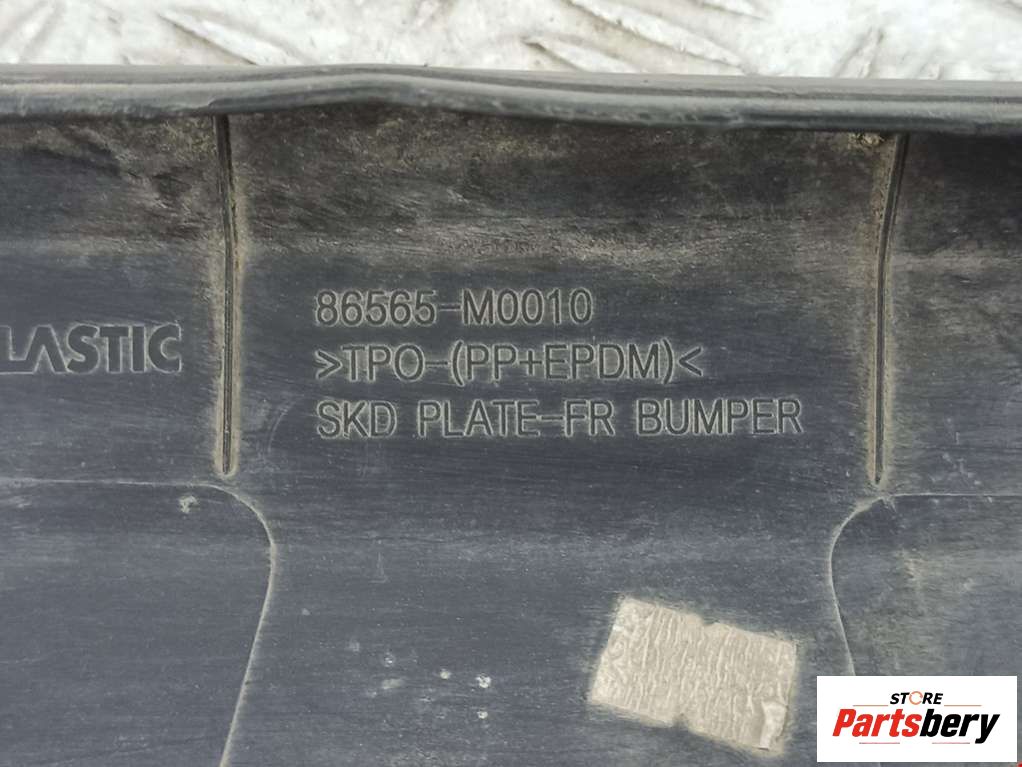 86565-M0010
LASTIC
>TPO-(PP+EPDM)<
SKD PLATE-FR BUMPER
STORE
Partsbery